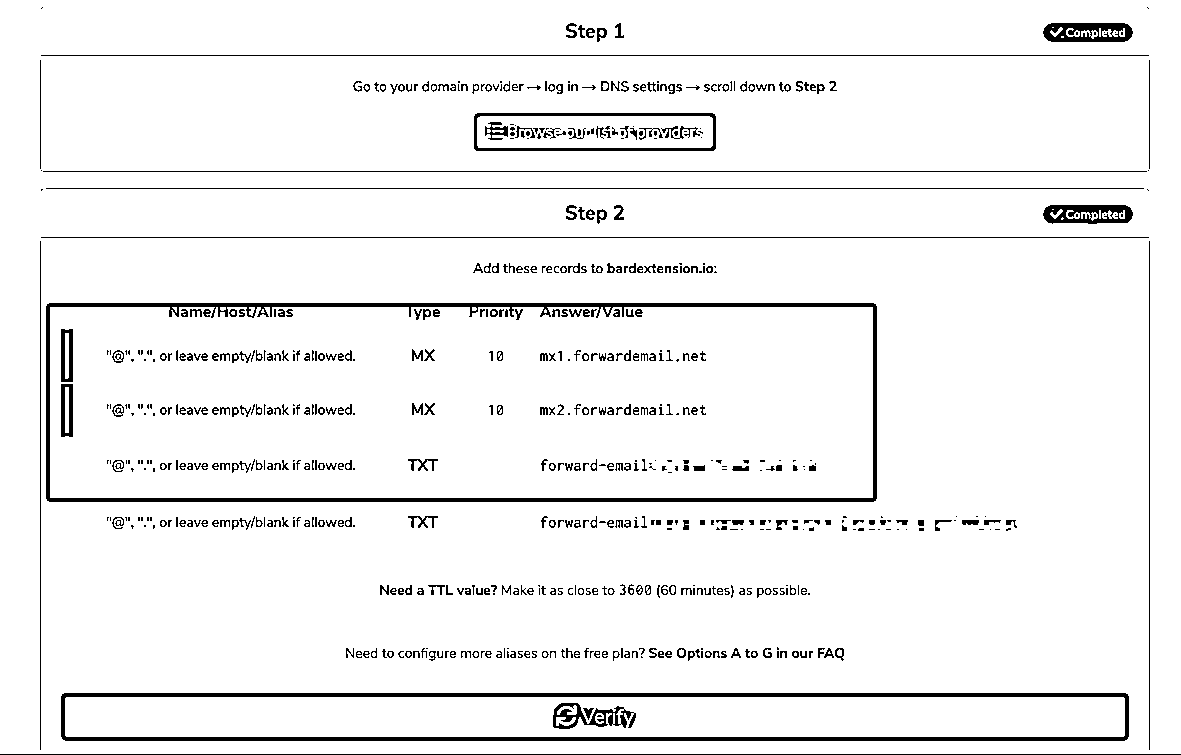 Step 1
Completed
Go to your domain provider → log in → DNS settings → scroll down to Step 2
Browse our list of providers
Step 2
Completed
Add these records to bardextension.io:
Name/Host/Alias Type Priority Answer/Value
"@", ".", or leave empty/blank if allowed. MX 10 mx1.forwardemail.net
"@", ".", or leave empty/blank if allowed. MX 10 mx2.forwardemail.net
"@", ".", or leave empty/blank if allowed. TXT forward-email
"@", ".", or leave empty/blank if allowed. TXT forward-email
Need a TTL value? Make it as close to 3600 (60 minutes) as possible.
Need to configure more aliases on the free plan? See Options A to G in our FAQ
Verify